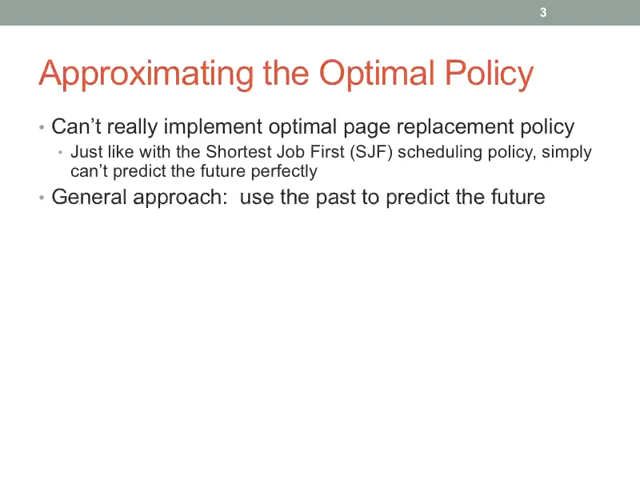 3
Approximating the Optimal Policy
• Can’t really implement optimal page replacement policy
• Just like with the Shortest Job First (SJF) scheduling policy, simply
can’t predict the future perfectly
• General approach:  use the past to predict the future